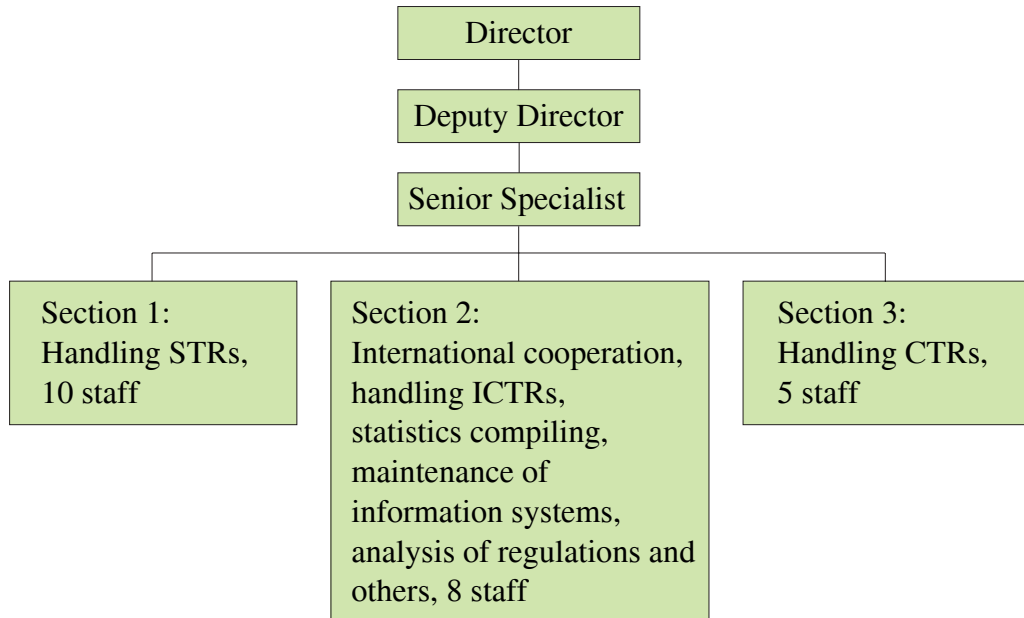 Director
Deputy Director
Senior Specialist
Section 1:
Handling STRs,
10 staff
Section 2:
International cooperation,
handling ICTRs,
statistics compiling,
maintenance of
information systems,
analysis of regulations and
others, 8 staff
Section 3:
Handling CTRs,
5 staff